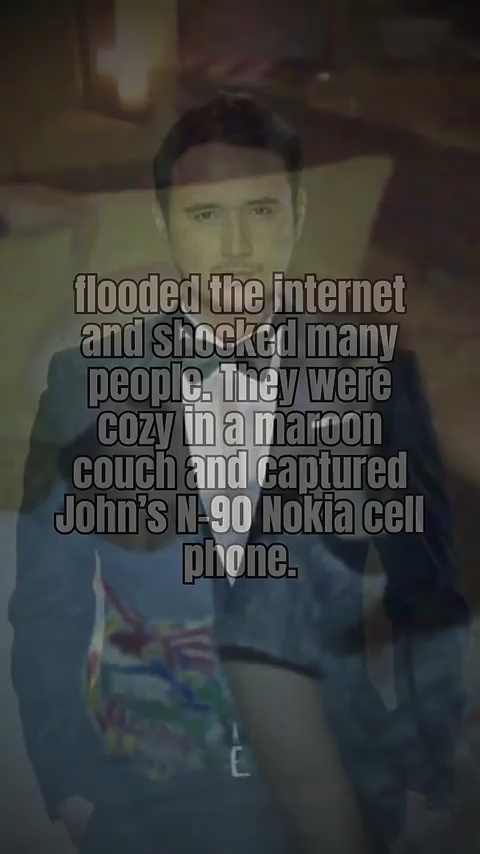 flooded the internet
and shocked many
people. They were
cozy in a maroon
couch and captured
John's N-90 Nokia cell
phone.
E